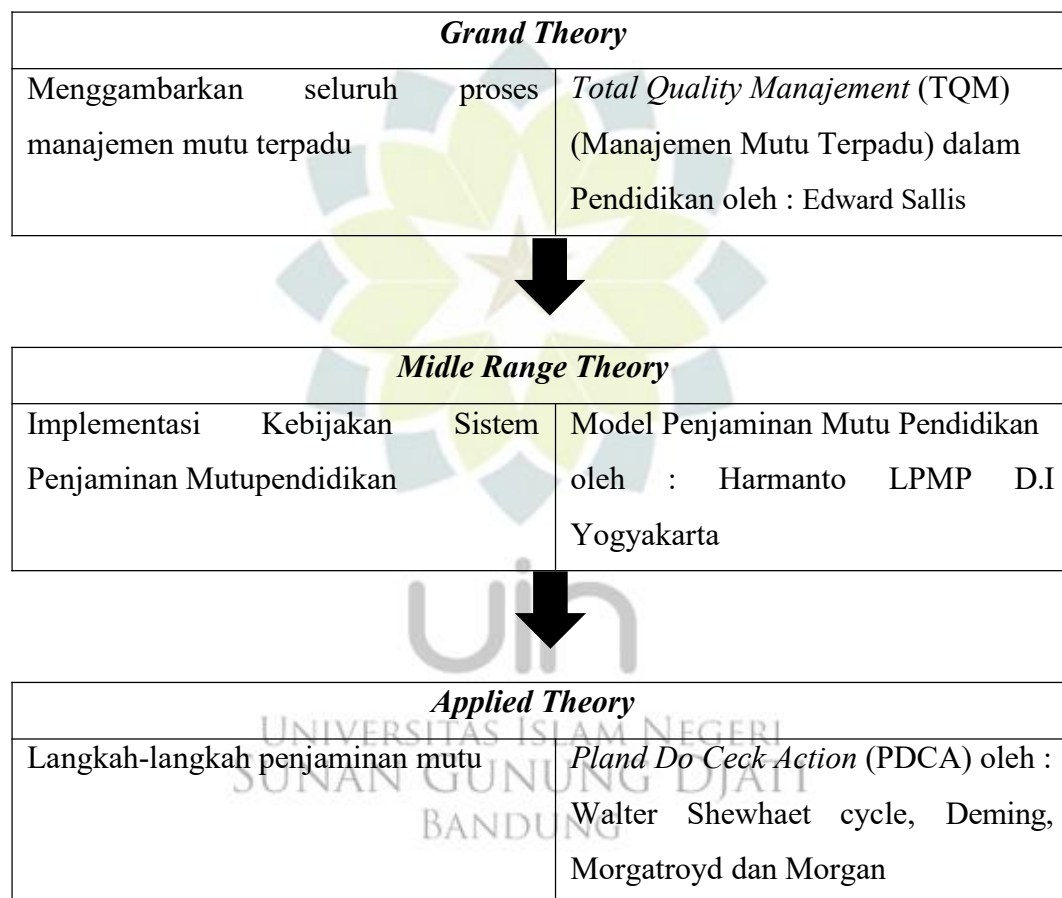 Grand Theory
Menggambarkan seluruh proses
manajemen mutu terpadu
Total Quality Manajement (TQM)
(Manajemen Mutu Terpadu) dalam
Pendidikan oleh : Edward Sallis
Midle Range Theory
Implementasi Kebijakan Sistem
Penjaminan Mutupendidikan
Model Penjaminan Mutu Pendidikan
oleh : Harmanto LPMP D.I
Yogyakarta
uin
Applied Theory
UNIVERSITAS ISLAM NEGERI
SUNAN GUNUNG DJATI
BANDUNG
Langkah-langkah penjaminan mutu
Pland Do Ceck Action (PDCA) oleh :
Walter Shewhaet cycle, Deming,
Morgatroyd dan Morgan